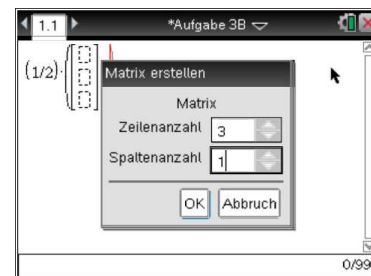 1.1 *Aufgabe 3B
(1/2)·
Matrix erstellen
Matrix
Zeilenanzahl 3
Spaltenanzahl 1
OK Abbruch
0/99